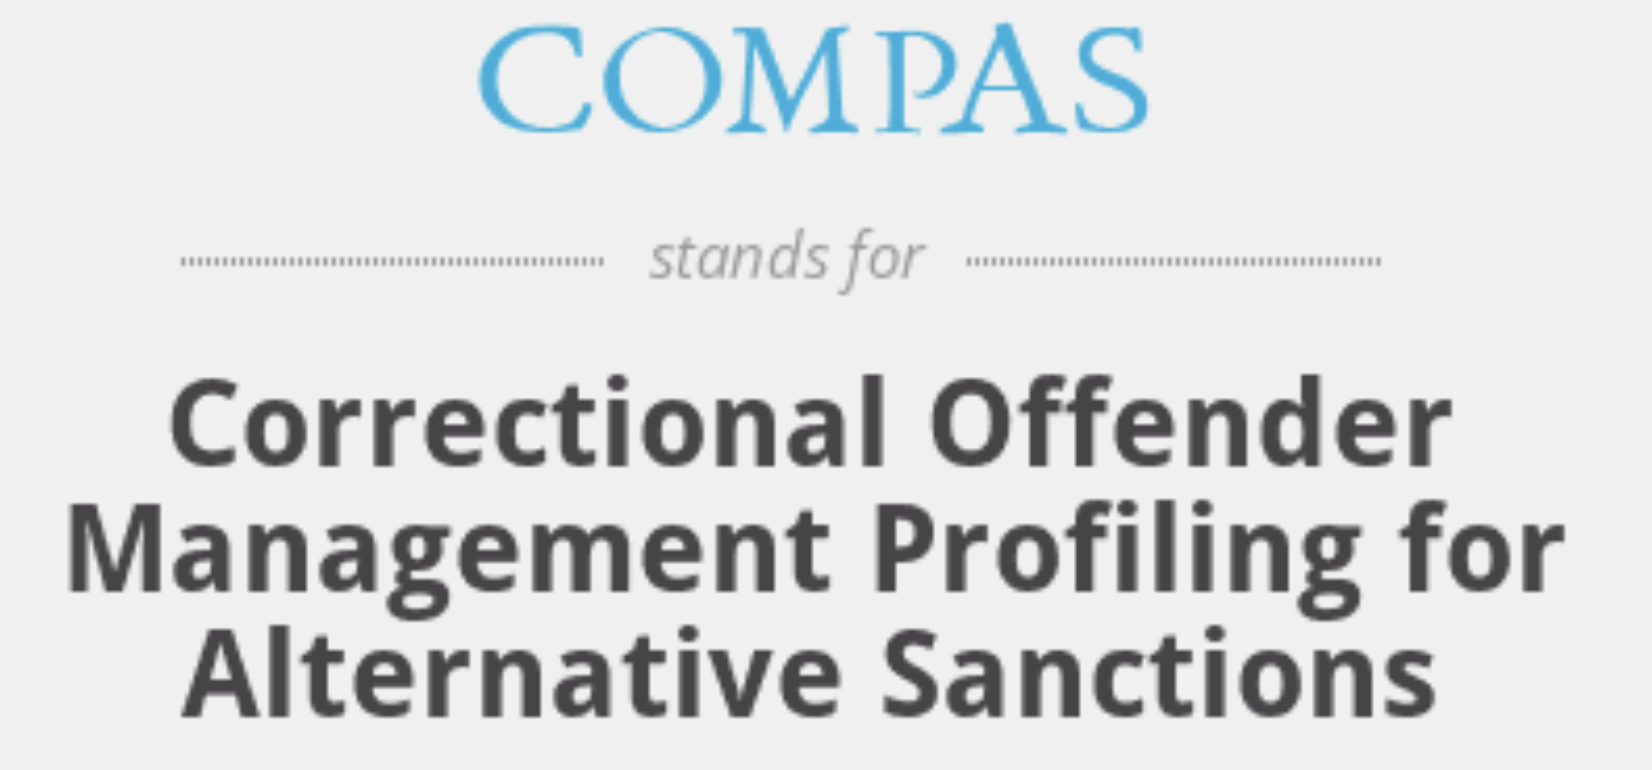 COMPAS
stands for
Correctional Offender
Management Profiling for
Alternative Sanctions